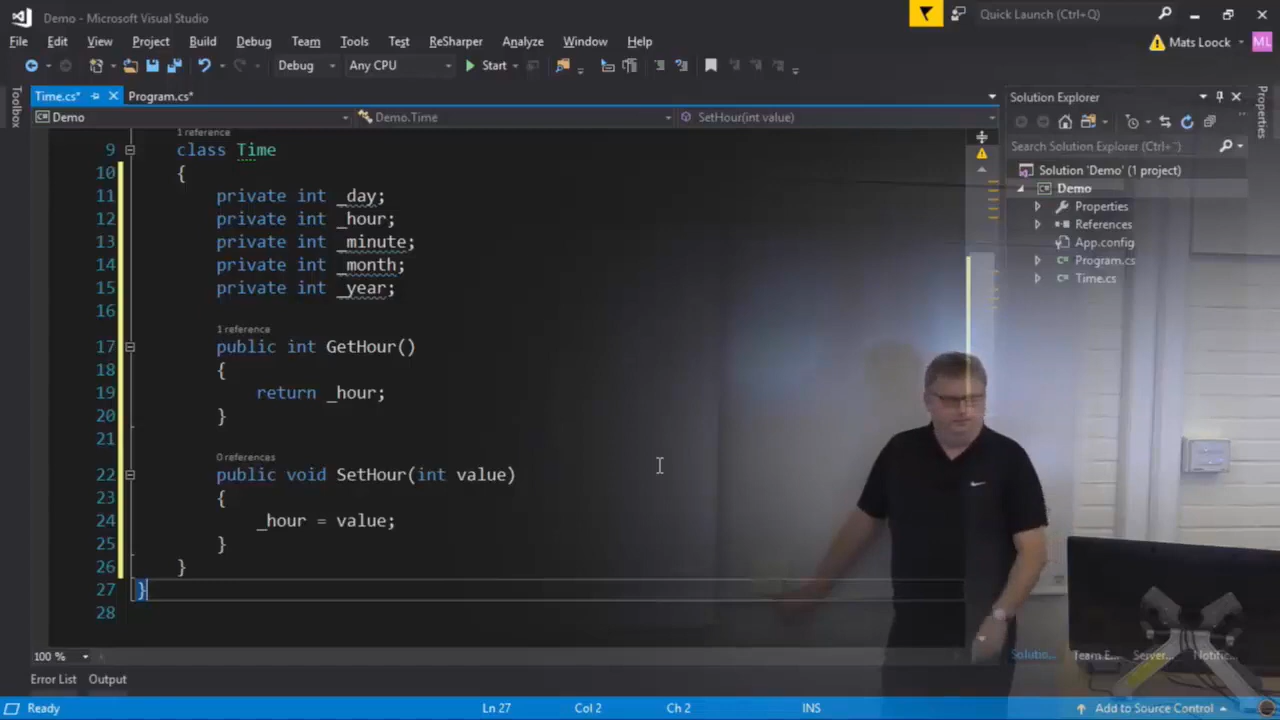 Demo - Microsoft Visual Studio
Quick Launch (Ctrl+Q)
File Edit View Project Build Debug Team Tools Test ReSharper Analyze Window Help
Mats Loock ML
Debug Any CPU Start
Toolbox
Time.cs* Program.cs*
Solution Explorer
Properties
Demo Demo.Time SetHour(int value)
Search Solution Explorer (Ctrl+¨)
Solution 'Demo' (1 project)
Demo
Properties
References
App.config
Program.cs
Time.cs
1 reference
9 class Time
10 {
11 private int _day;
12 private int _hour;
13 private int _minute;
14 private int _month;
15 private int _year;
16
1 reference
17 public int GetHour()
18 {
19 return _hour;
20 }
21
0 references
22 public void SetHour(int value)
23 {
24 _hour = value;
25 }
26 }
27 }
28
100 %
Solutio... Team E... Server... Notific...
Error List Output
Ready Ln 27 Col 2 Ch 2 INS Add to Source Control